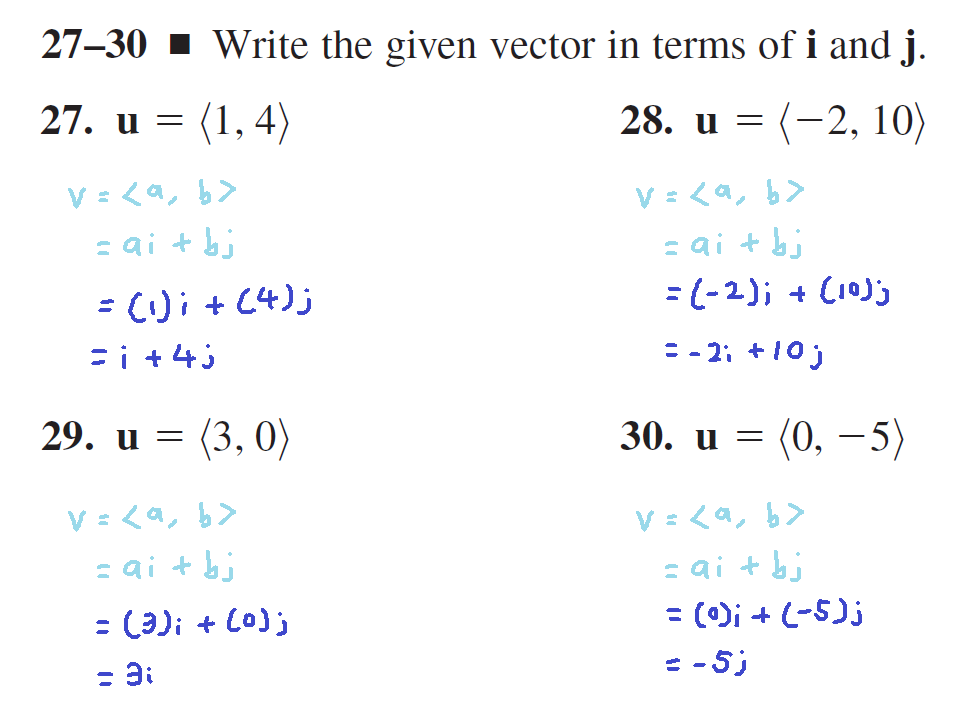 27–30 ■ Write the given vector in terms of i and j.
27. u = ⟨1, 4⟩
v = <a, b>
= ai + bj
= (1)i + (4)j
= i + 4j
28. u = ⟨−2, 10⟩
v = <a, b>
= ai + bj
= (-2)i + (10)j
= -2i + 10j
29. u = ⟨3, 0⟩
v = <a, b>
= ai + bj
= (3)i + (0)j
= 3i
30. u = ⟨0, −5⟩
v = <a, b>
= ai + bj
= (0)i + (-5)j
= -5j